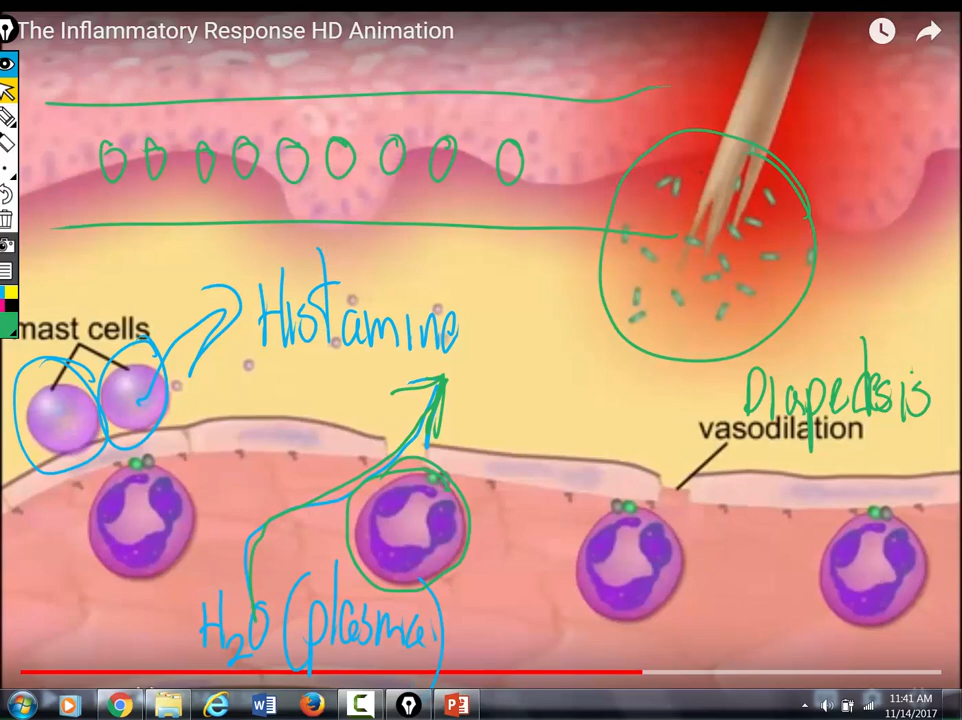 The Inflammatory Response HD Animation
Histamine
mast cells
Diapedesis
vasodilation
H₂O (plasma)
11:41 AM
11/14/2017